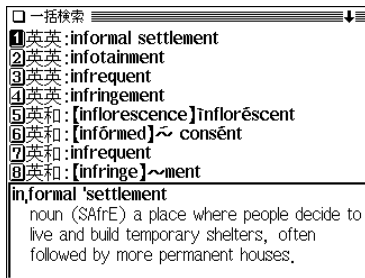 一括検索
1英英:informal settlement
2英英:infotainment
3英英:infrequent
4英英:infringement
5英和:【inflorescence】ìnfloréscent
6英和:【infórmed】～̃ consént
7英和:infrequent
8英和:【infringe】～ment
in,formal 'settlement
noun (SAfrE) a place where people decide to
live and build temporary shelters, often
followed by more permanent houses.